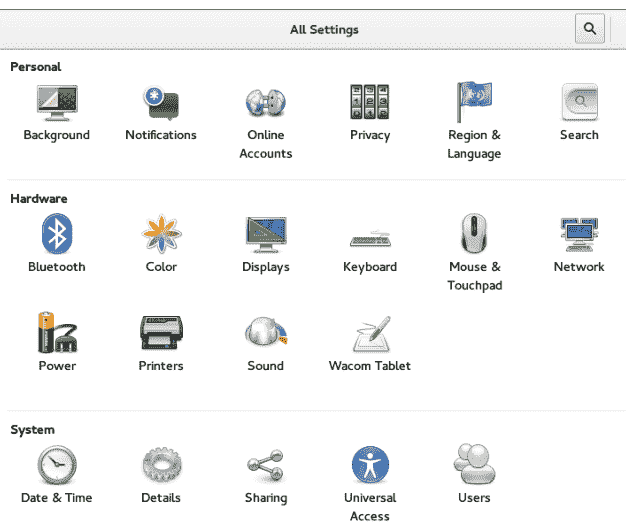 All Settings
Personal
Background Notifications Online Accounts Privacy Region & Language Search
Hardware
Bluetooth Color Displays Keyboard Mouse & Touchpad Network
Power Printers Sound Wacom Tablet
System
Date & Time Details Sharing Universal Access Users